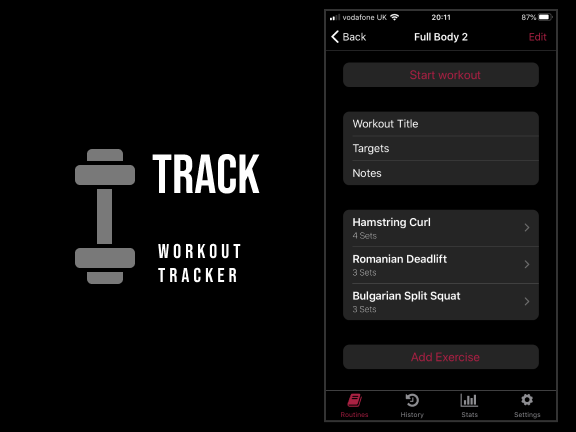 TRACK
WORKOUT
TRACKER
vodafone UK 20:11 87%
Back Full Body 2 Edit
Start workout
Workout Title
Targets
Notes
Hamstring Curl
4 Sets
Romanian Deadlift
3 Sets
Bulgarian Split Squat
3 Sets
Add Exercise
Routines History Stats Settings